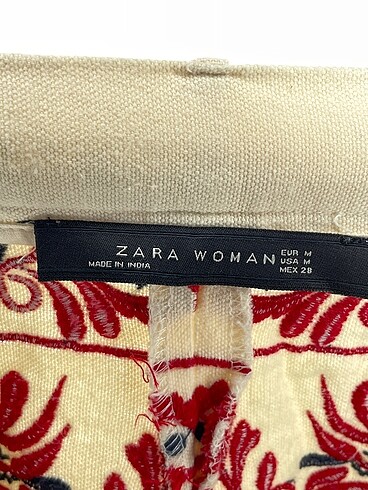 ZARA WOMAN
MADE IN INDIA
EUR M
USA M
MEX 28